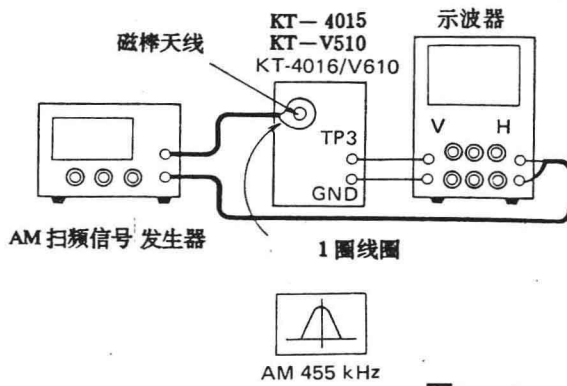 KT-4015
KT-V510
KT-4016/V610
磁棒天线
示波器
TP3
GND
V
H
AM 扫频信号 发生器
1 圈线圈
AM 455 kHz